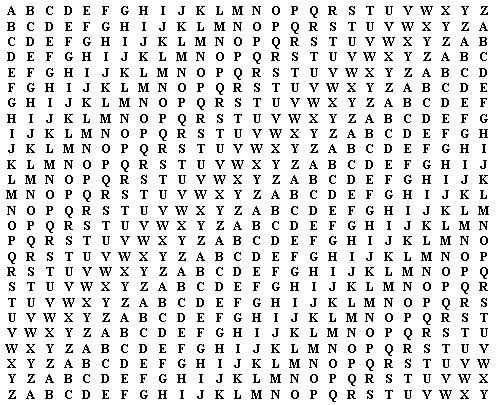 A B C D E F G H I J K L M N O P Q R S T U V W X Y Z
B C D E F G H I J K L M N O P Q R S T U V W X Y Z A
C D E F G H I J K L M N O P Q R S T U V W X Y Z A B
D E F G H I J K L M N O P Q R S T U V W X Y Z A B C
E F G H I J K L M N O P Q R S T U V W X Y Z A B C D
F G H I J K L M N O P Q R S T U V W X Y Z A B C D E
G H I J K L M N O P Q R S T U V W X Y Z A B C D E F
H I J K L M N O P Q R S T U V W X Y Z A B C D E F G
I J K L M N O P Q R S T U V W X Y Z A B C D E F G H
J K L M N O P Q R S T U V W X Y Z A B C D E F G H I
K L M N O P Q R S T U V W X Y Z A B C D E F G H I J
L M N O P Q R S T U V W X Y Z A B C D E F G H I J K
M N O P Q R S T U V W X Y Z A B C D E F G H I J K L
N O P Q R S T U V W X Y Z A B C D E F G H I J K L M
O P Q R S T U V W X Y Z A B C D E F G H I J K L M N
P Q R S T U V W X Y Z A B C D E F G H I J K L M N O
Q R S T U V W X Y Z A B C D E F G H I J K L M N O P
R S T U V W X Y Z A B C D E F G H I J K L M N O P Q
S T U V W X Y Z A B C D E F G H I J K L M N O P Q R
T U V W X Y Z A B C D E F G H I J K L M N O P Q R S
U V W X Y Z A B C D E F G H I J K L M N O P Q R S T
V W X Y Z A B C D E F G H I J K L M N O P Q R S T U
W X Y Z A B C D E F G H I J K L M N O P Q R S T U V
X Y Z A B C D E F G H I J K L M N O P Q R S T U V W
Y Z A B C D E F G H I J K L M N O P Q R S T U V W X
Z A B C D E F G H I J K L M N O P Q R S T U V W X Y